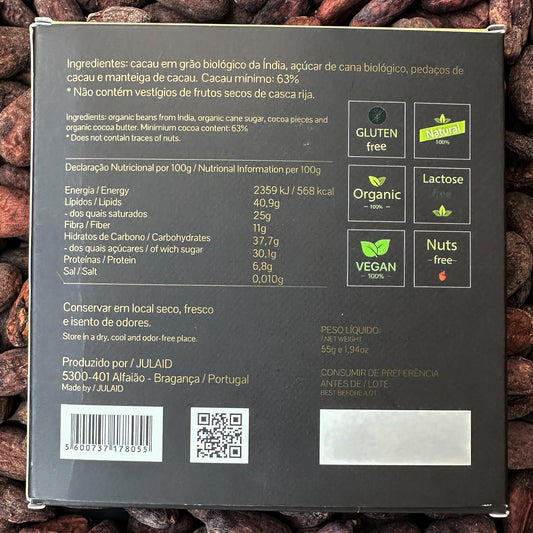 Ingredientes: cacau em grão biológico da Índia, açúcar de cana biológico, pedaços de
cacau e manteiga de cacau. Cacau mínimo: 63%
* Não contém vestígios de frutos secos de casca rija.
Ingredients: organic beans from India, organic cane sugar, cocoa pieces and
organic cocoa butter. Minimium cocoa content: 63%
* Does not contain traces of nuts.
Declaração Nutricional por 100g / Nutrional Information per 100g
Energia / Energy 2359 kJ / 568 kcal
Lípidos / Lipids 40,9g
- dos quais saturados 25g
Fibra / Fiber 11g
Hidratos de Carbono / Carbohydrates 37,7g
- dos quais açúcares / of wich sugar 30,1g
Proteínas / Protein 6,8g
Sal / Salt 0,010g
GLUTEN
free
Natural
100%
Organic
100%
Lactose
free
VEGAN
100%
Nuts
free
Conservar em local seco, fresco
e isento de odores.
Store in a dry, cool and odor-free place.
Produzido por / JULAID
5300-401 Alfaião - Bragança / Portugal
Made by / JULAID
PESO LÍQUIDO:
/ NET WEIGHT
55g e 1,94oz
CONSUMIR DE PREFERÊNCIA
ANTES DE / LOTE:
BEST BEFORE /LOT:
5 600737 178055